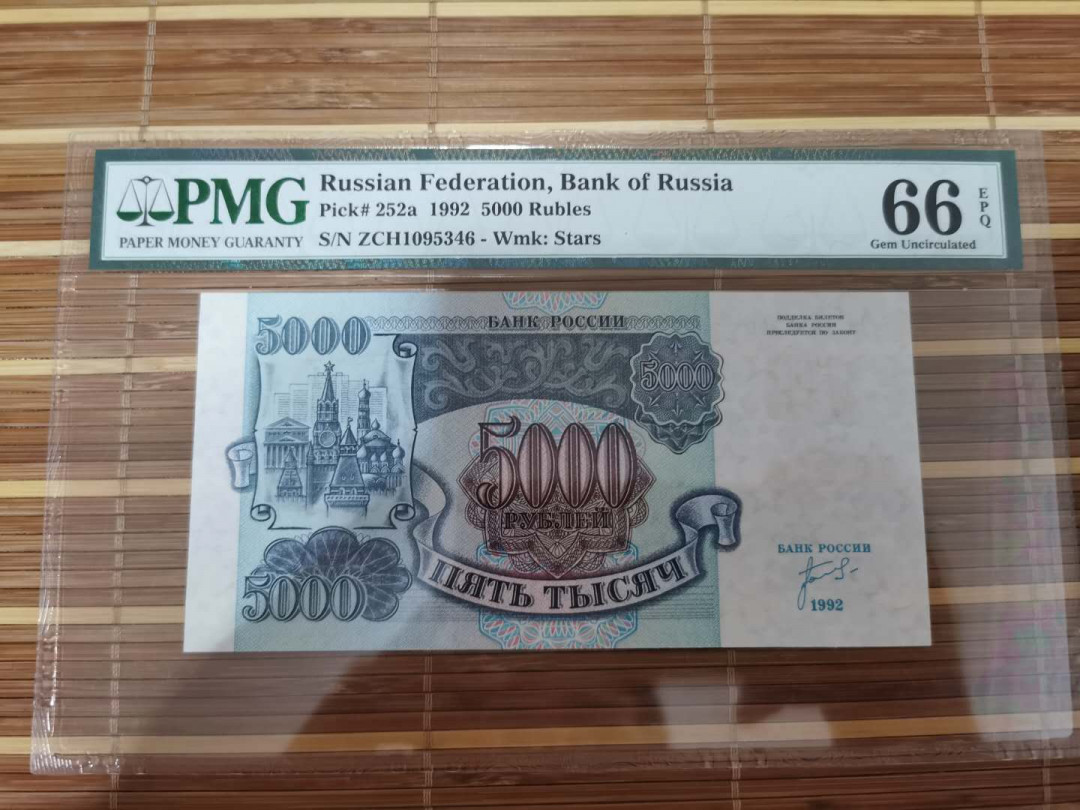 PMG
PAPER MONEY GUARANTY
Russian Federation, Bank of Russia
Pick# 252a 1992 5000 Rubles
S/N ZCH1095346 - Wmk: Stars
66
EPQ
Gem Uncirculated
5000
БАНК РОССИИ
ПОДДЕЛКА БИЛЕТОВ
БАНКА РОССИИ
ПРЕСЛЕДУЕТСЯ ПО ЗАКОНУ
5000
5000
РУБЛЕЙ
ПЯТЬ ТЫСЯЧ
5000
БАНК РОССИИ
1992